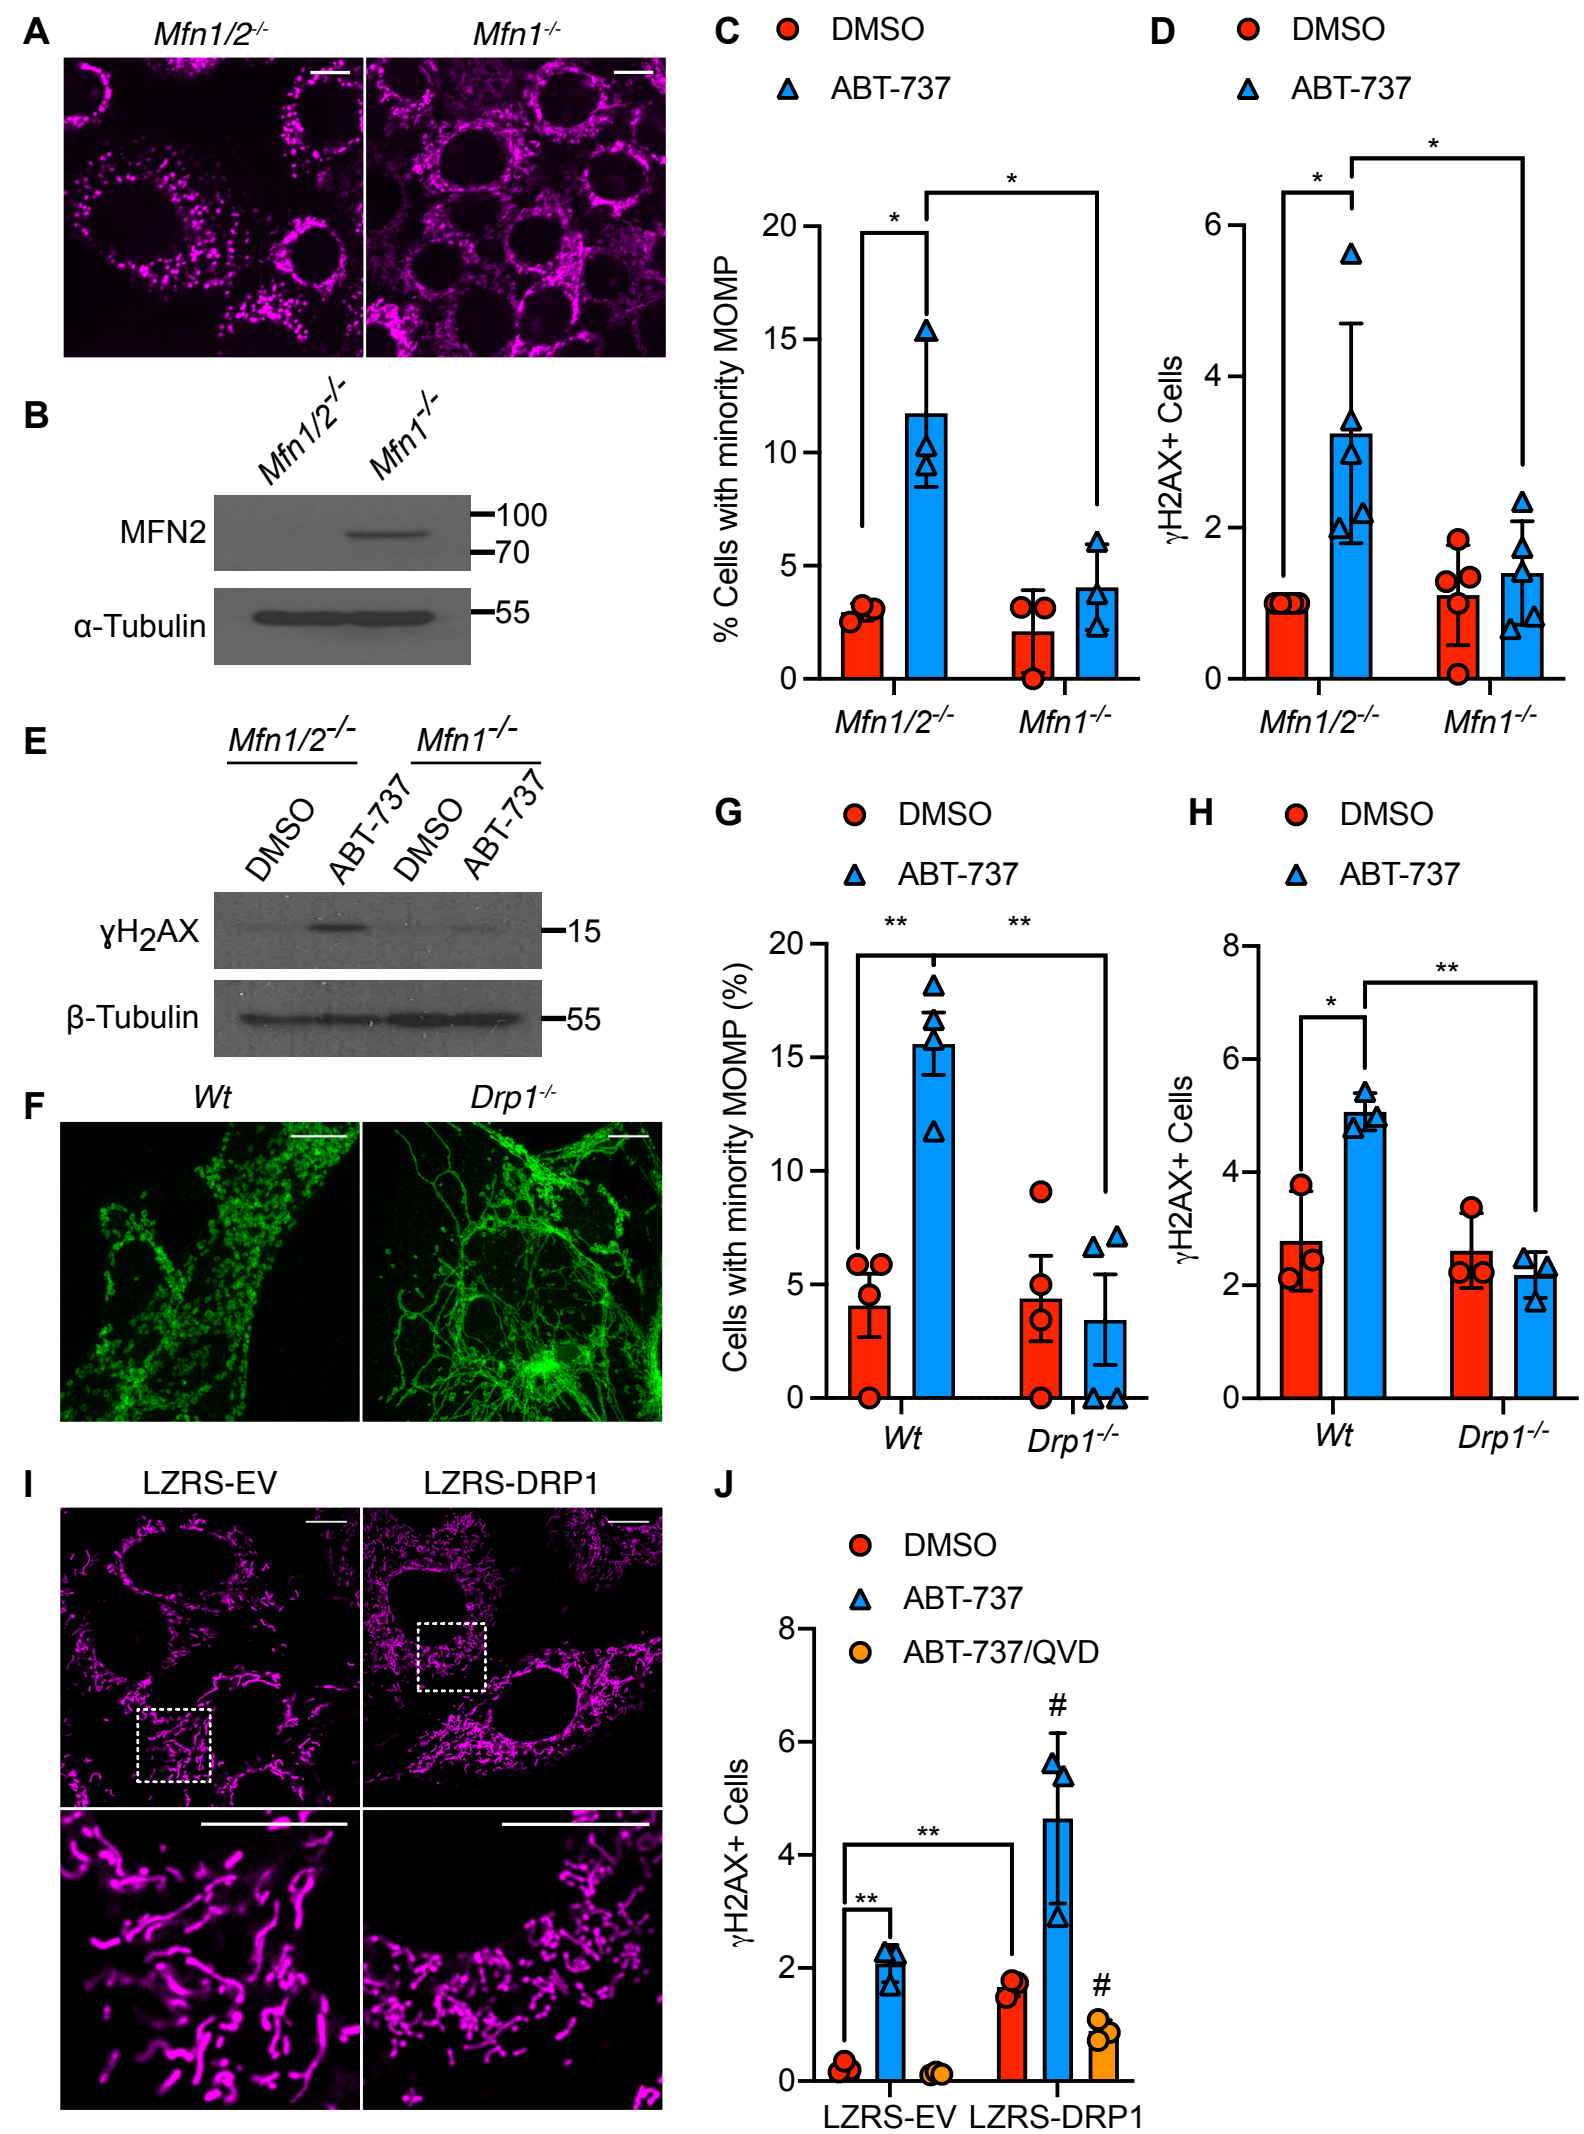 A
Mfn1/2-/-
Mfn1-/-
B
Mfn1/2-/-
Mfn1-/-
MFN2
100
70
α-Tubulin
55
C
DMSO
ABT-737
% Cells with minority MOMP
20
15
10
5
0
*
*
Mfn1/2-/-
Mfn1-/-
D
DMSO
ABT-737
γH2AX+ Cells
6
4
2
0
*
*
Mfn1/2-/-
Mfn1-/-
E
Mfn1/2-/-
Mfn1-/-
DMSO
ABT-737
DMSO
ABT-737
γH2AX
15
β-Tubulin
55
F
Wt
Drp1-/-
G
DMSO
ABT-737
Cells with minority MOMP (%)
20
15
10
5
0
**
**
Wt
Drp1-/-
H
DMSO
ABT-737
γH2AX+ Cells
8
6
4
2
0
*
**
Wt
Drp1-/-
I
LZRS-EV
LZRS-DRP1
J
DMSO
ABT-737
ABT-737/QVD
γH2AX+ Cells
8
6
4
2
0
**
**
#
#
LZRS-EV
LZRS-DRP1